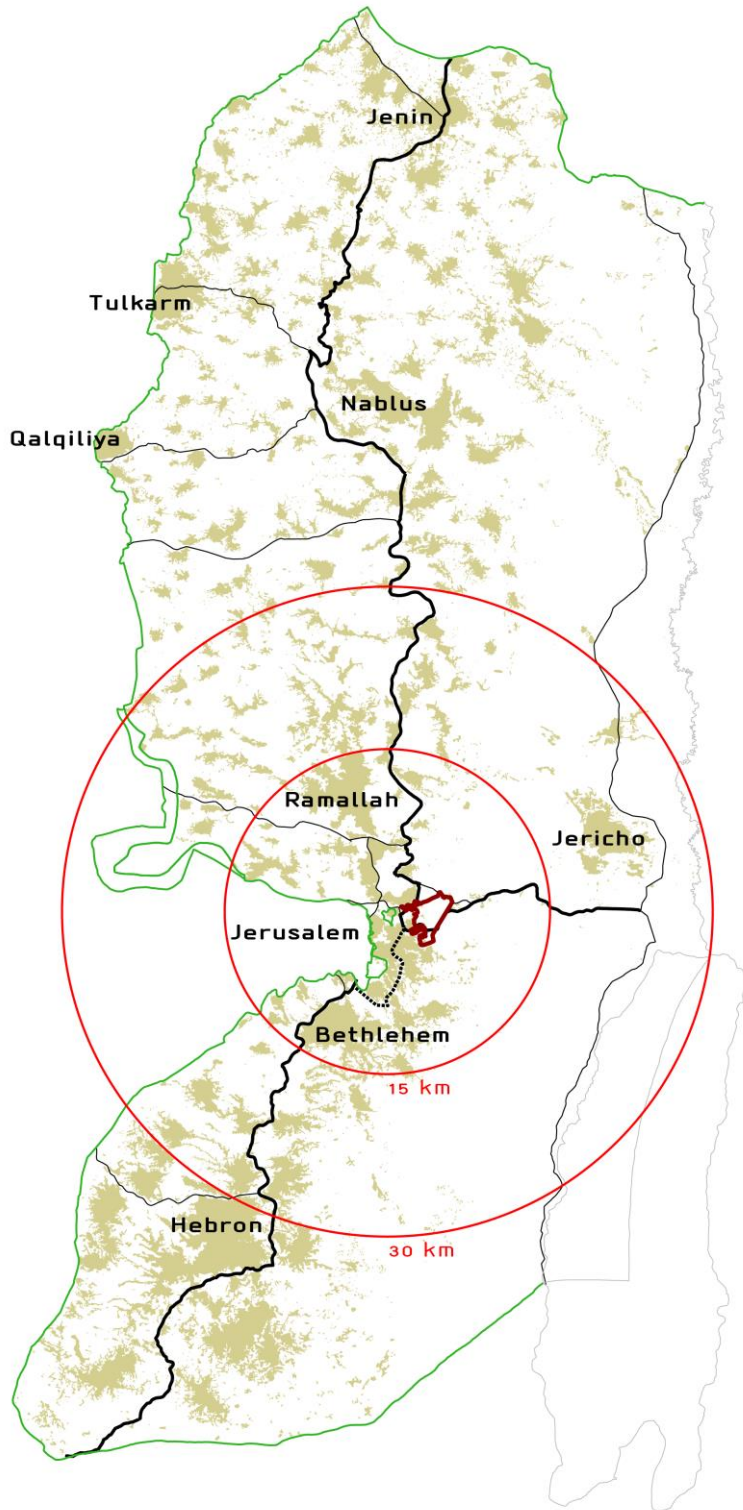 Jenin
Tulkarm
Nablus
Qalqiliya
Ramallah
Jericho
Jerusalem
Bethlehem
15 km
Hebron
30 km